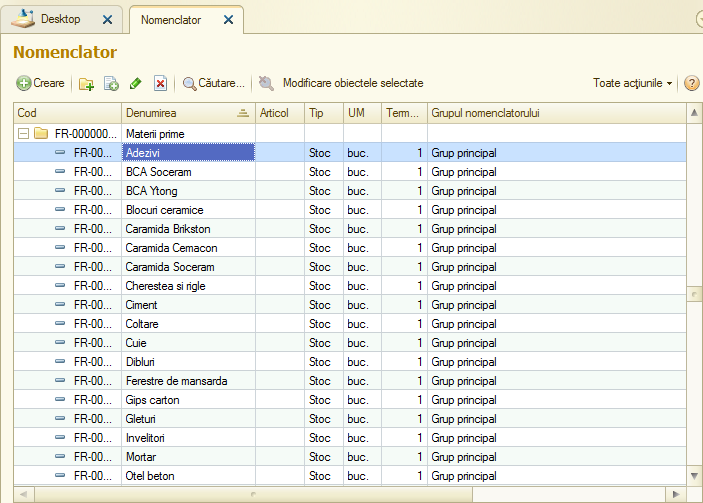 Desktop Nomenclator
Nomenclator
Creare Căutare... Modificare obiectele selectate Toate acţiunile ?
Cod Denumirea Articol Tip UM Term... Grupul nomenclatorului
FR-000000... Materii prime
FR-00... Adezivi Stoc buc. 1 Grup principal
FR-00... BCA Soceram Stoc buc. 1 Grup principal
FR-00... BCA Ytong Stoc buc. 1 Grup principal
FR-00... Blocuri ceramice Stoc buc. 1 Grup principal
FR-00... Caramida Brikston Stoc buc. 1 Grup principal
FR-00... Caramida Cemacon Stoc buc. 1 Grup principal
FR-00... Caramida Soceram Stoc buc. 1 Grup principal
FR-00... Cherestea si rigle Stoc buc. 1 Grup principal
FR-00... Ciment Stoc buc. 1 Grup principal
FR-00... Coltare Stoc buc. 1 Grup principal
FR-00... Cuie Stoc buc. 1 Grup principal
FR-00... Dibluri Stoc buc. 1 Grup principal
FR-00... Ferestre de mansarda Stoc buc. 1 Grup principal
FR-00... Gips carton Stoc buc. 1 Grup principal
FR-00... Gleturi Stoc buc. 1 Grup principal
FR-00... Invelitori Stoc buc. 1 Grup principal
FR-00... Mortar Stoc buc. 1 Grup principal
FR-00... Otel beton Stoc buc. 1 Grup principal